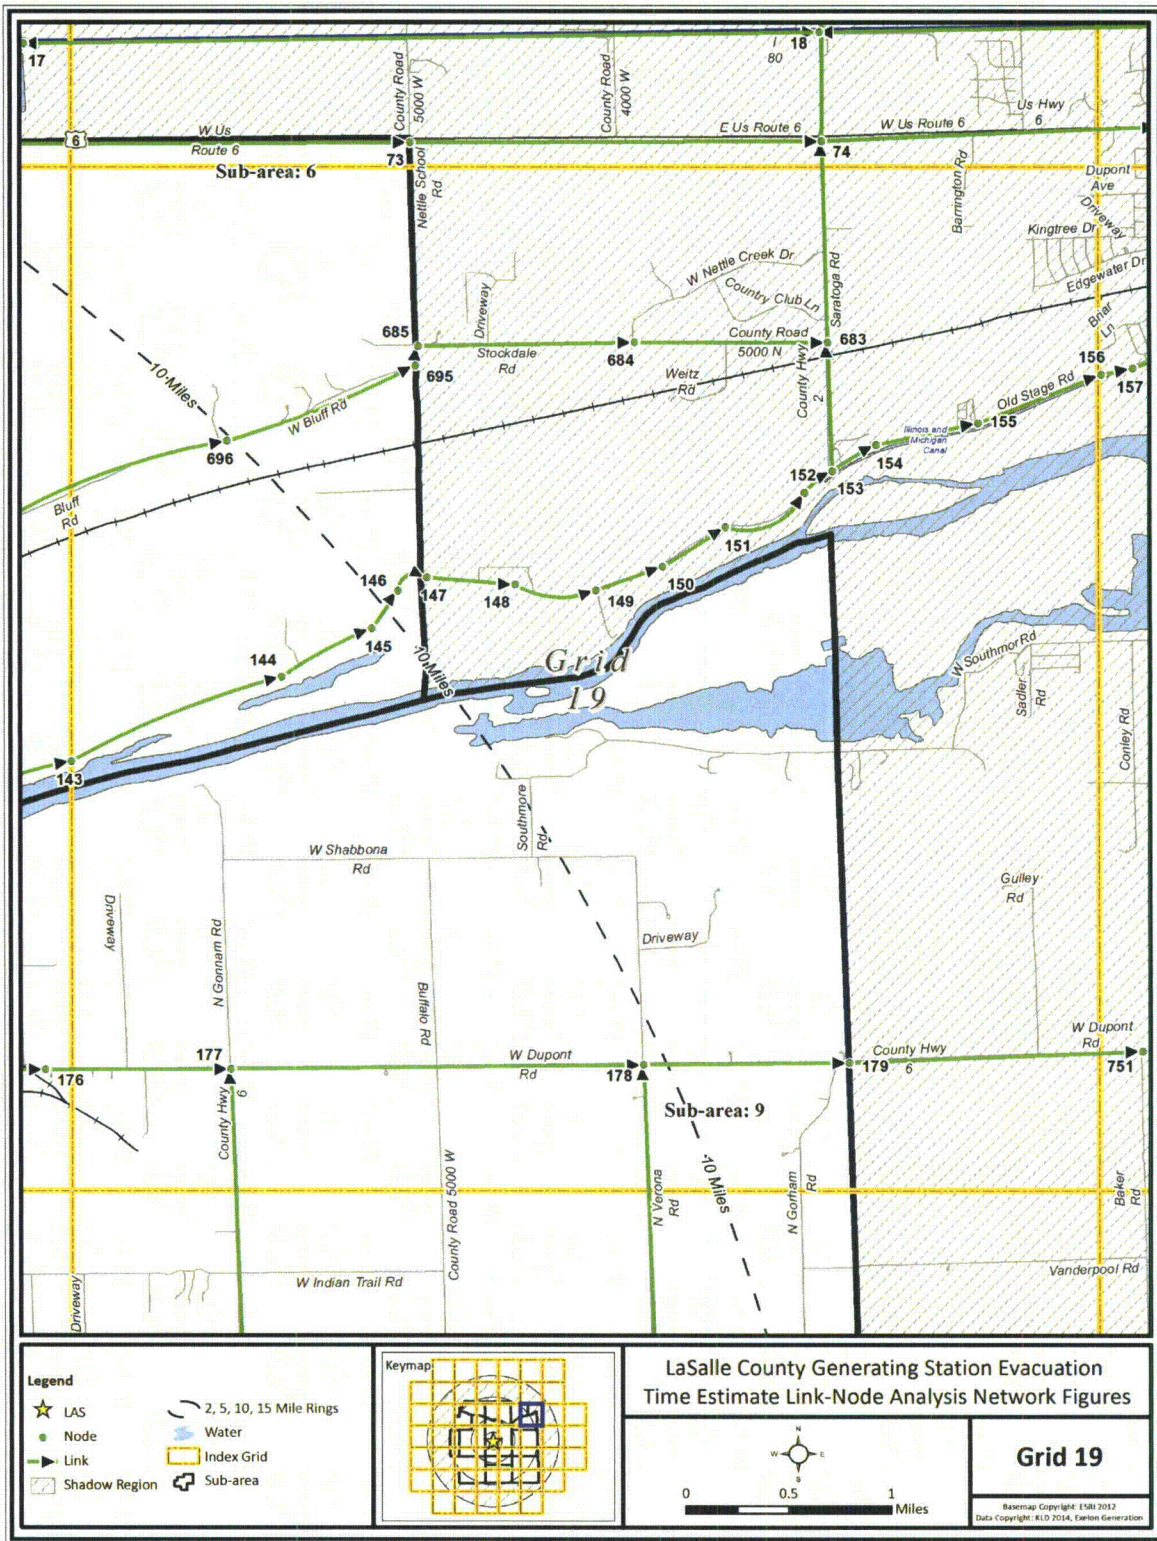 17
18
I
80
County Road
5000 W
County Road
4000 W
Us Hwy
6
6
W Us
Route 6
E Us Route 6
W Us Route 6
73
74
Sub-area: 6
Nettle School
Rd
Barrington Rd
Dupont
Ave
Driveway
Kingtree Dr
Edgewater Dr
W Nettle Creek Dr
Country Club Ln
Saratoga Rd
Driveway
Briar
Ln
685
Stockdale
Rd
684
County Road
5000 N
683
10 Miles
695
Weitz
Rd
County Hwy
2
156
157
W Bluff Rd
696
Old Stage Rd
155
Illinois and
Michigan
Canal
154
152
153
Bluff
Rd
151
146
147
148
149
150
145
144
10 Miles
Grid
19
W Southmor Rd
Sadler
Rd
Conley Rd
143
Southmore
Rd
W Shabbona
Rd
Driveway
N Gonnam Rd
Buffalo Rd
Driveway
Gulley
Rd
W Dupont
Rd
176
177
W Dupont
Rd
178
179
County Hwy
6
751
County Hwy
6
Sub-area: 9
10 Miles
County Road 5000 W
N Verona
Rd
N Gorham
Rd
Baker
Rd
Driveway
W Indian Trail Rd
Vanderpool Rd
Legend
LAS
Node
Link
Shadow Region
2, 5, 10, 15 Mile Rings
Water
Index Grid
Sub-area
Keymap
LaSalle County Generating Station Evacuation
Time Estimate Link-Node Analysis Network Figures
N
W E
S
0 0.5 1
Miles
Grid 19
Basemap Copyright: ESRI 2012
Data Copyright: KLD 2014, Exelon Generation